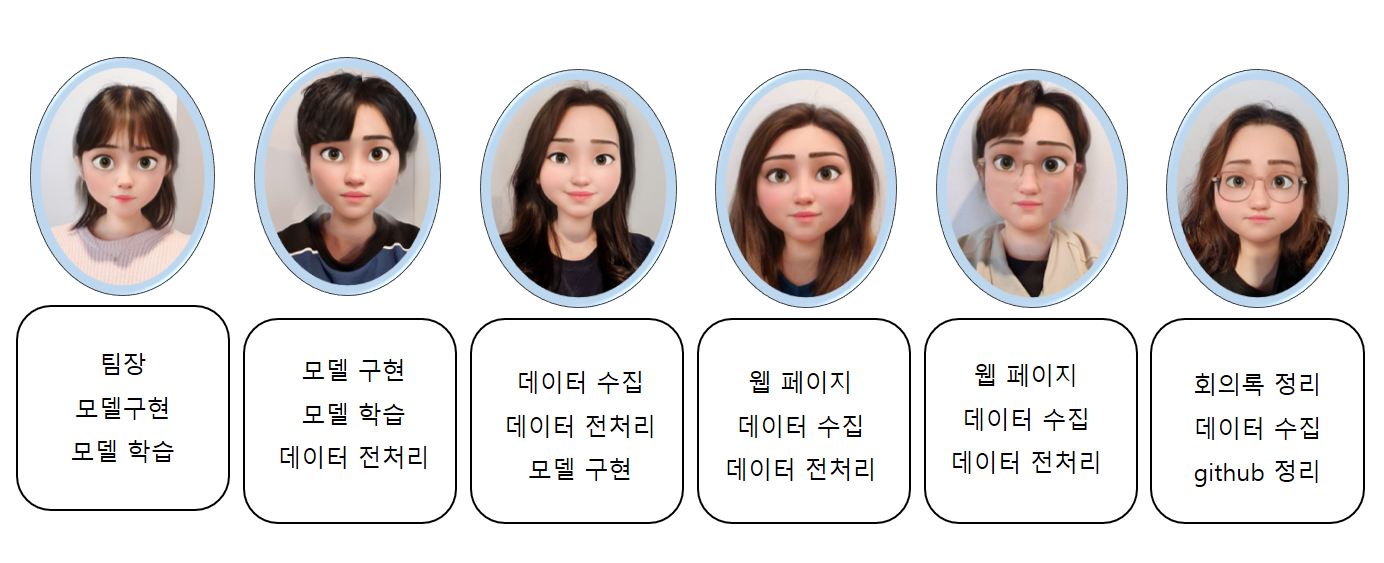 팀장
모델구현
모델 학습
모델 구현
모델 학습
데이터 전처리
데이터 수집
데이터 전처리
모델 구현
웹 페이지
데이터 수집
데이터 전처리
웹 페이지
데이터 수집
데이터 전처리
회의록 정리
데이터 수집
github 정리